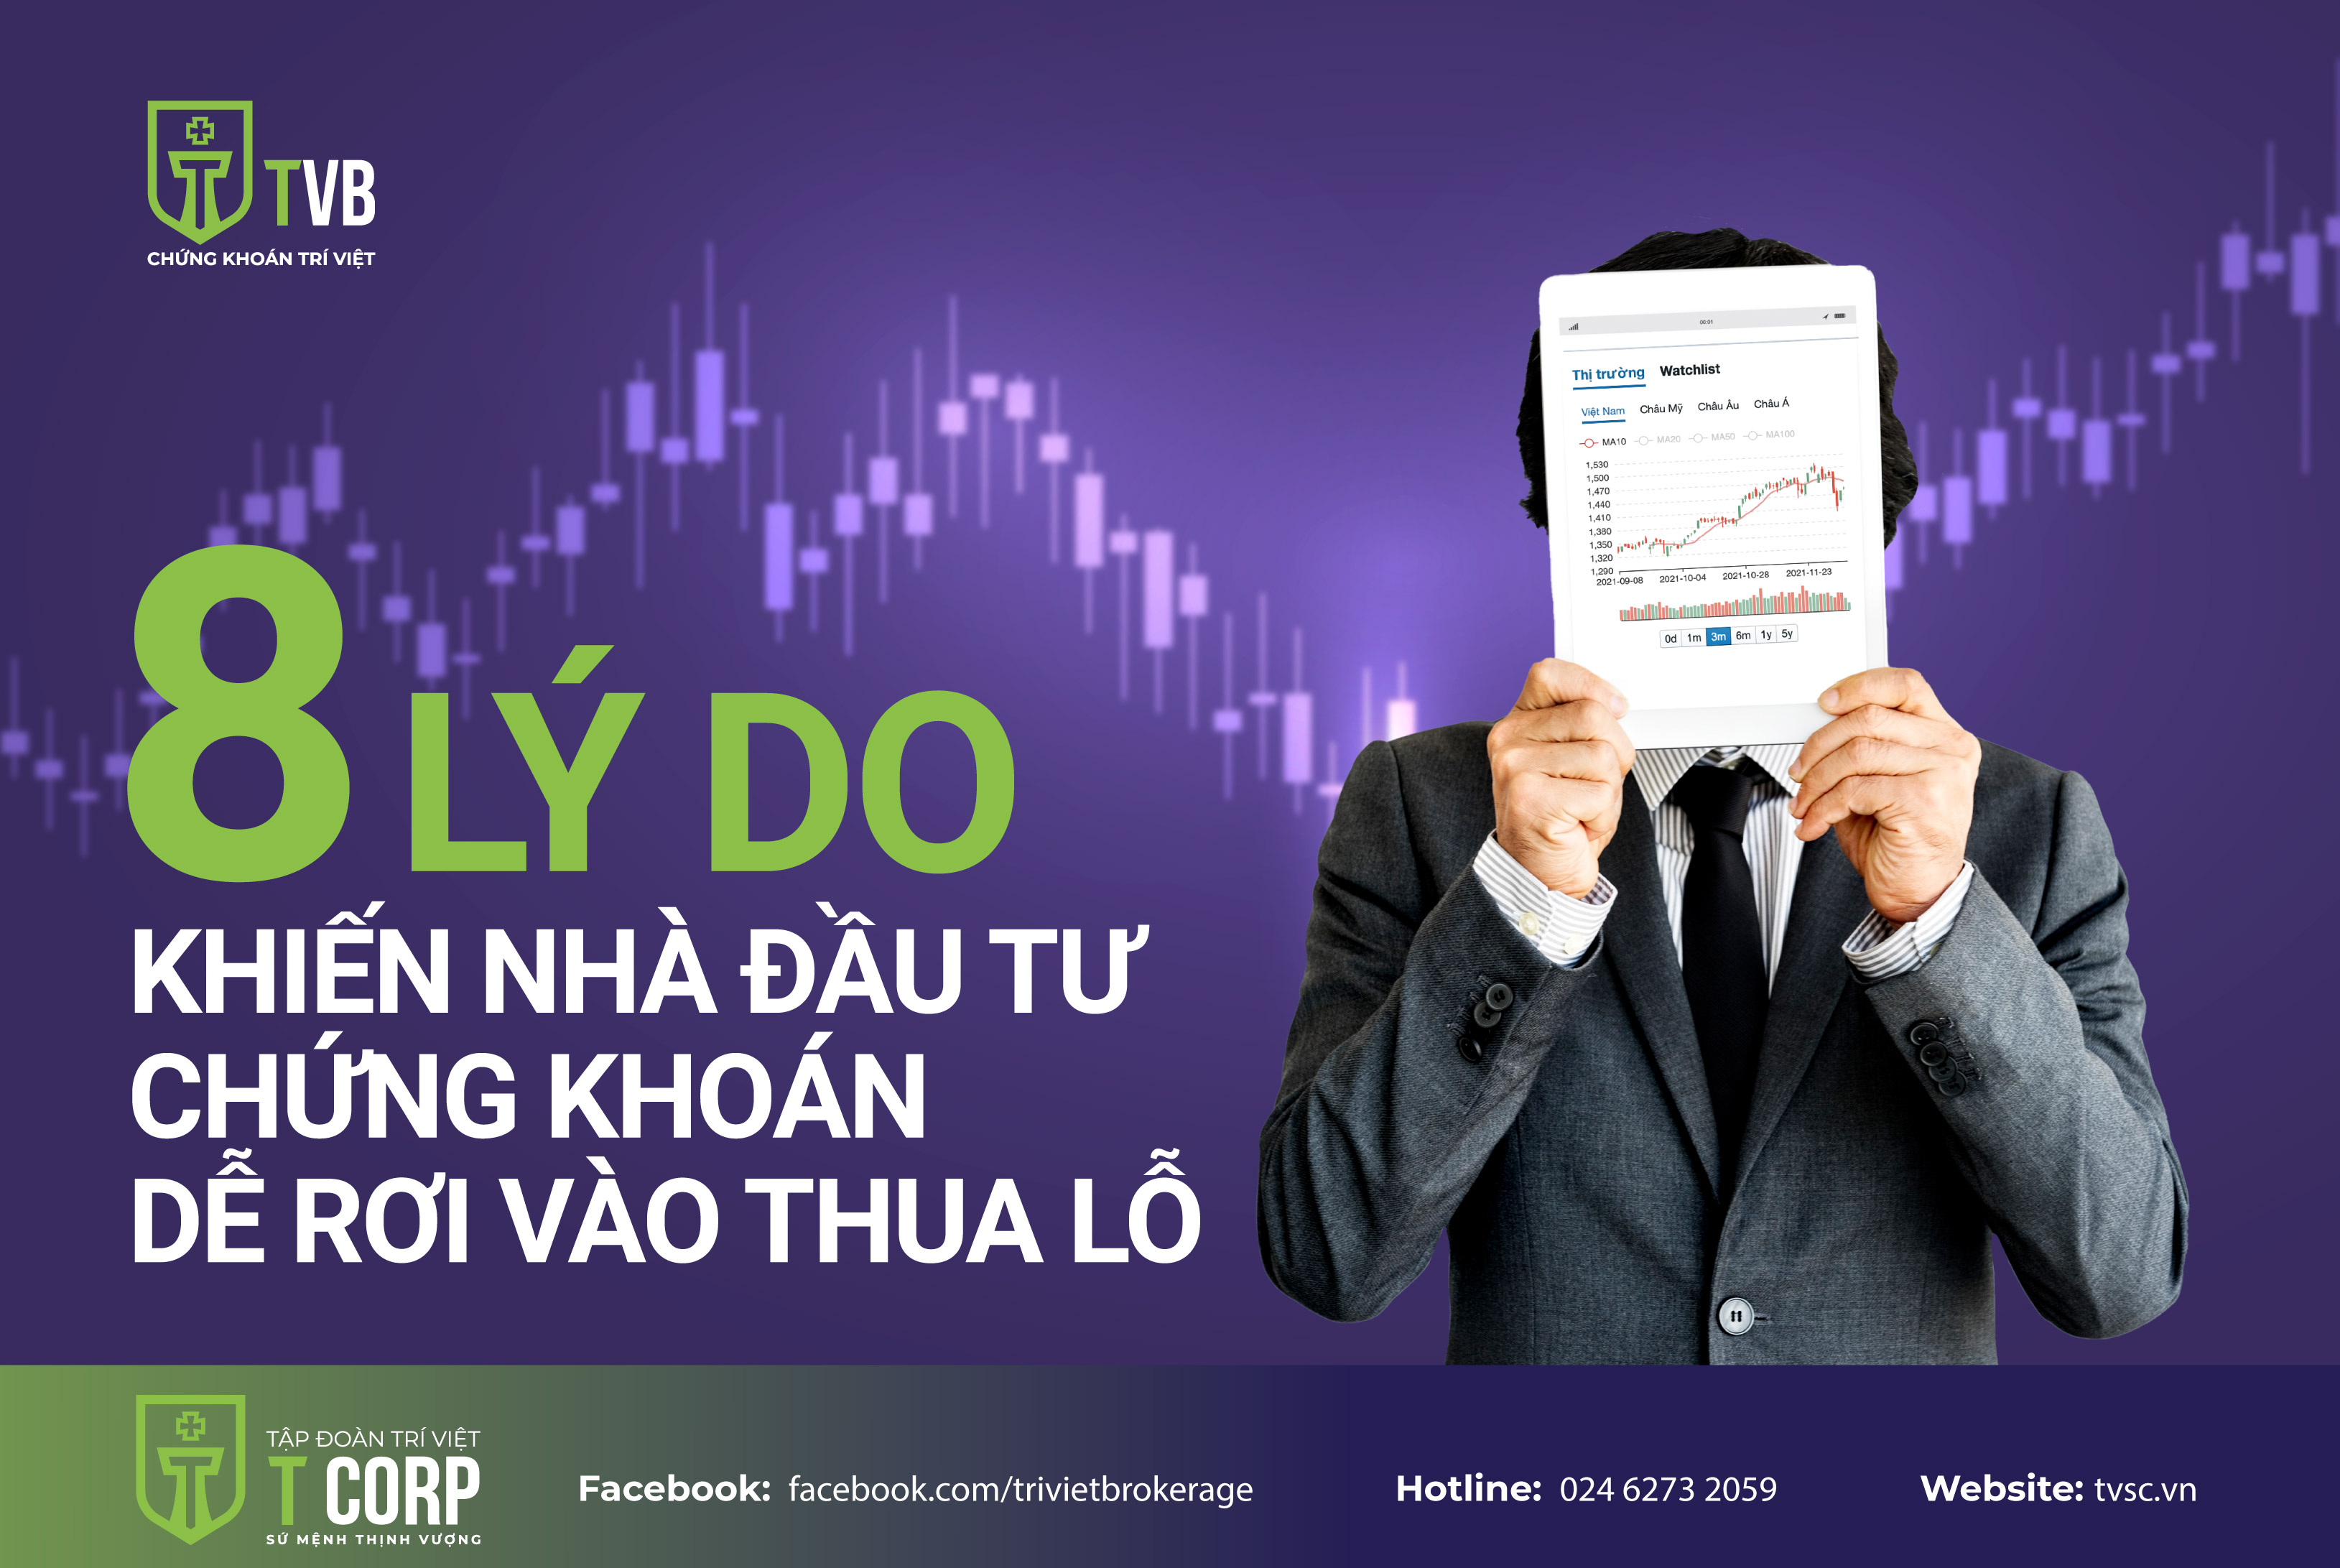 TVB
CHỨNG KHOÁN TRÍ VIỆT
00:01
Thị trường Watchlist
Việt Nam Châu Mỹ Châu Âu Châu Á
MA10 MA20 MA50 MA100
1,530
1,500
1,470
1,440
1,410
1,380
1,350
1,320
1,290
2021-09-08 2021-10-04 2021-10-28 2021-11-23
0d 1m 3m 6m 1y 5y
8 LÝ DO
KHIẾN NHÀ ĐẦU TƯ
CHỨNG KHOÁN
DỄ RƠI VÀO THUA LỖ
TẬP ĐOÀN TRÍ VIỆT
T CORP
SỨ MỆNH THỊNH VƯỢNG
Facebook: facebook.com/trivietbrokerage
Hotline: 024 6273 2059
Website: tvsc.vn